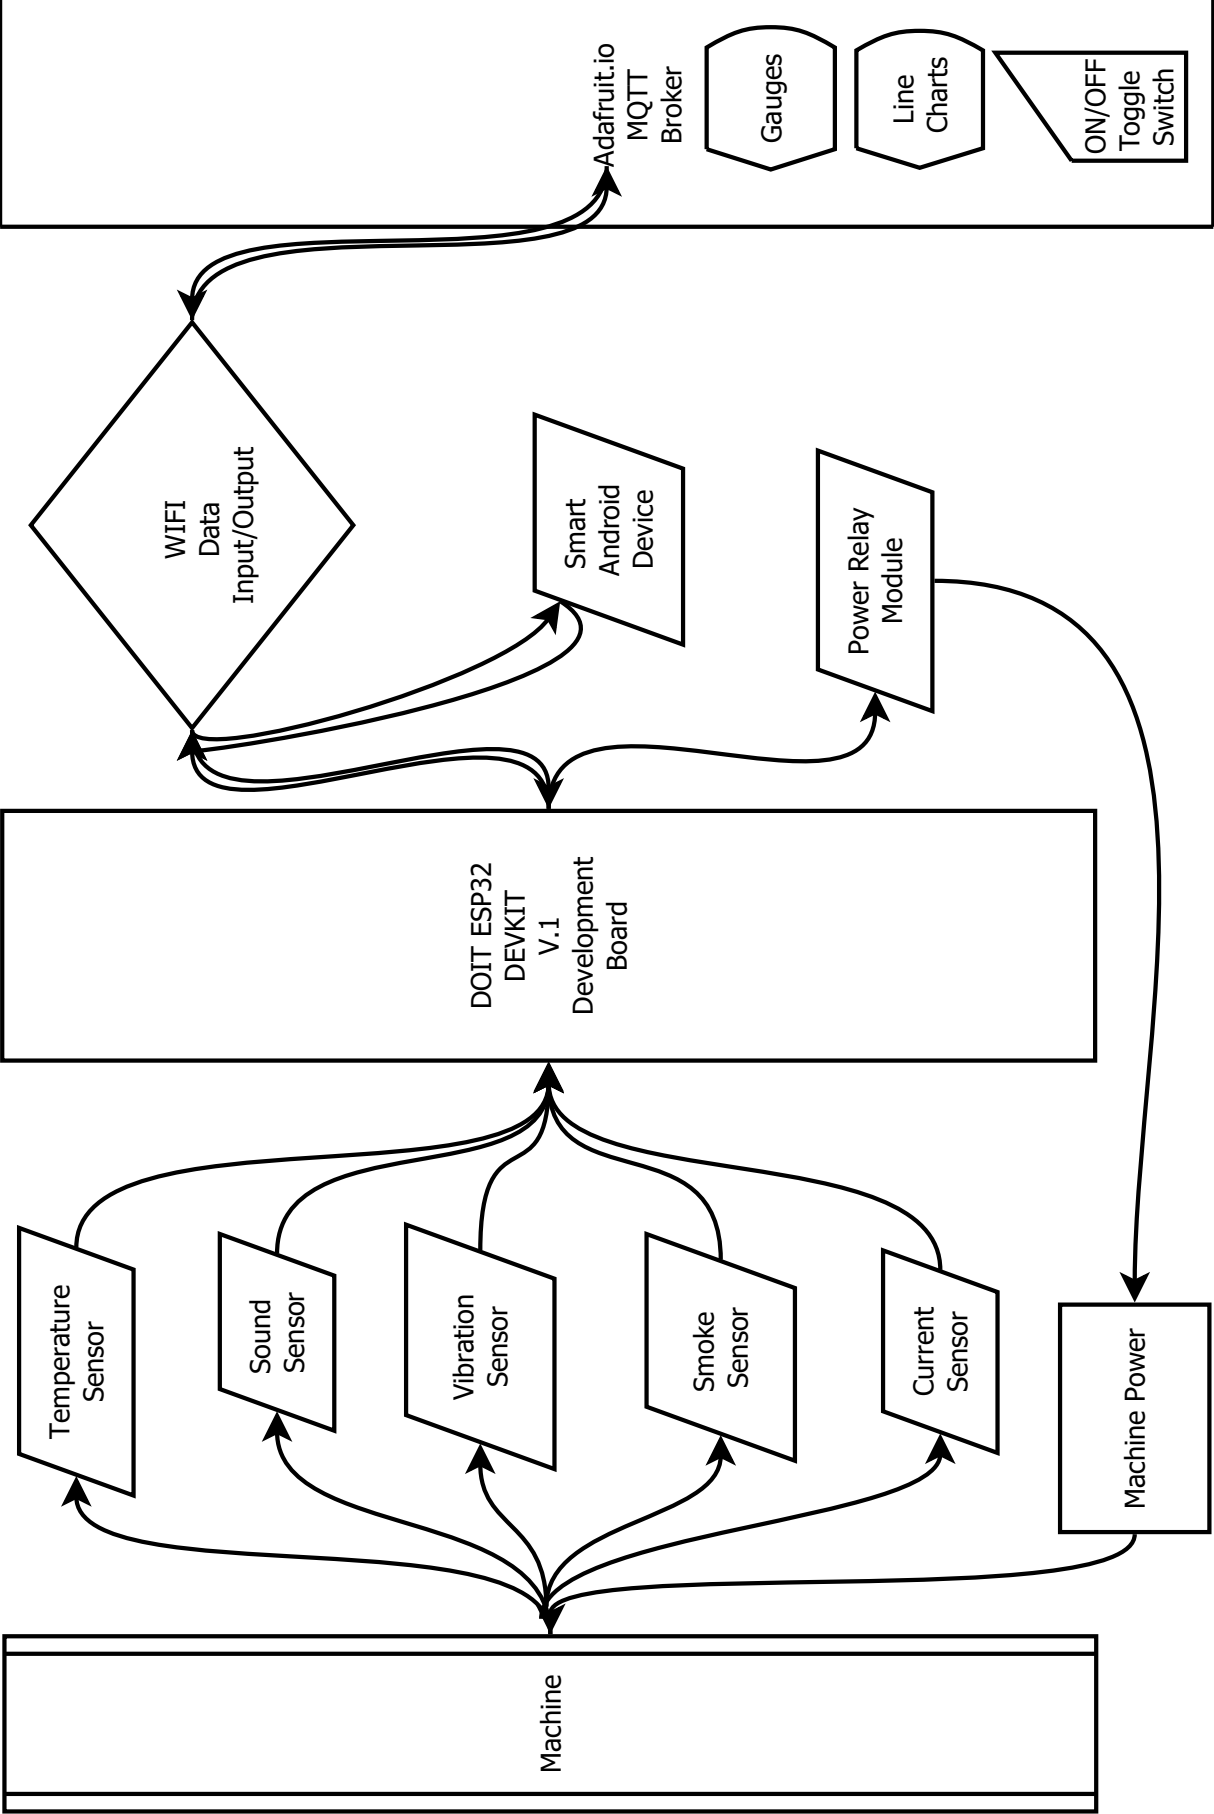 Machine
Temperature
Sensor
Sound
Sensor
Vibration
Sensor
Smoke
Sensor
Current
Sensor
Machine Power
DOIT ESP32
DEVKIT
V.1
Development
Board
WIFI
Data
Input/Output
Smart
Android
Device
Power Relay
Module
Adafruit.io
MQTT
Broker
Gauges
Line
Charts
ON/OFF
Toggle
Switch